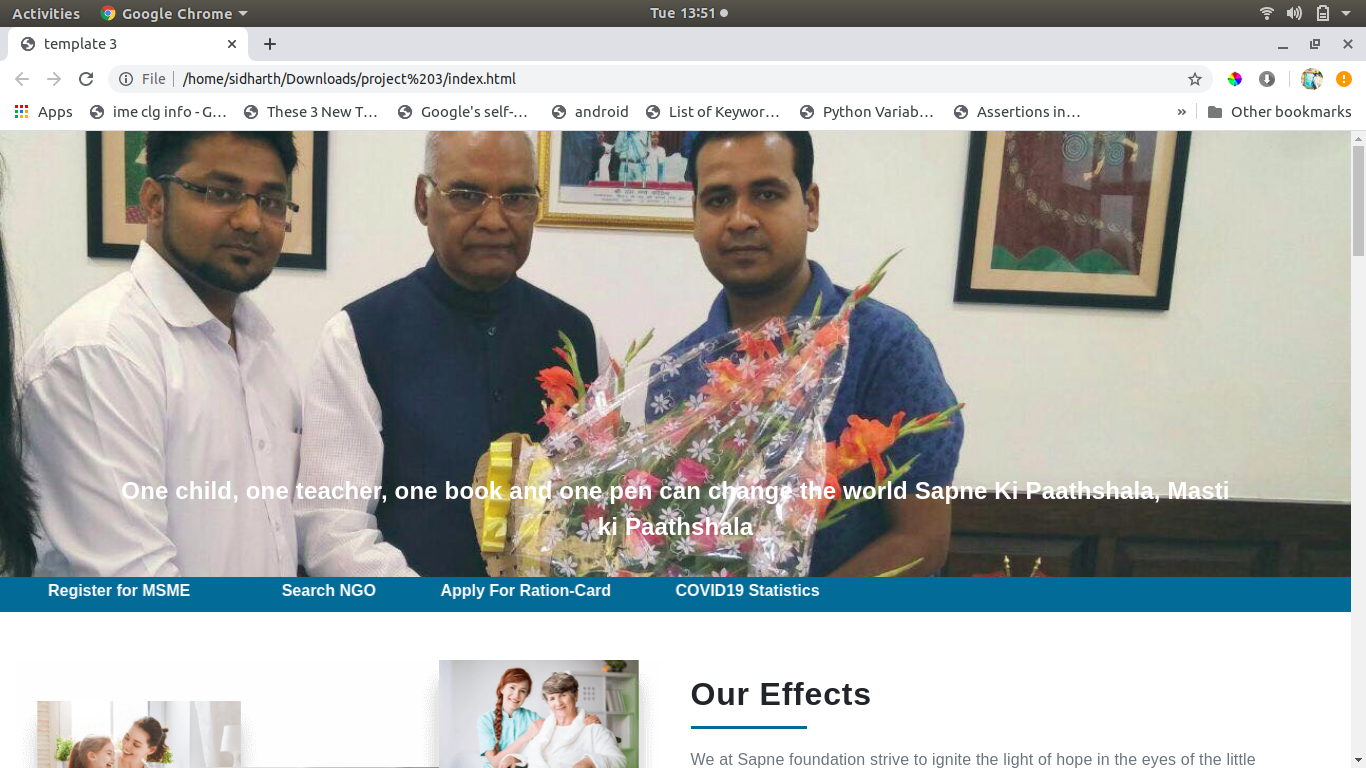 Activities Google Chrome Tue 13:51
template 3
File /home/sidharth/Downloads/project%203/index.html
Apps ime clg info - G… These 3 New T… Google's self-… android List of Keywor… Python Variab… Assertions in… » Other bookmarks
One child, one teacher, one book and one pen can change the world Sapne Ki Paathshala, Masti
ki Paathshala
Register for MSME Search NGO Apply For Ration-Card COVID19 Statistics
Our Effects
We at Sapne foundation strive to ignite the light of hope in the eyes of the little